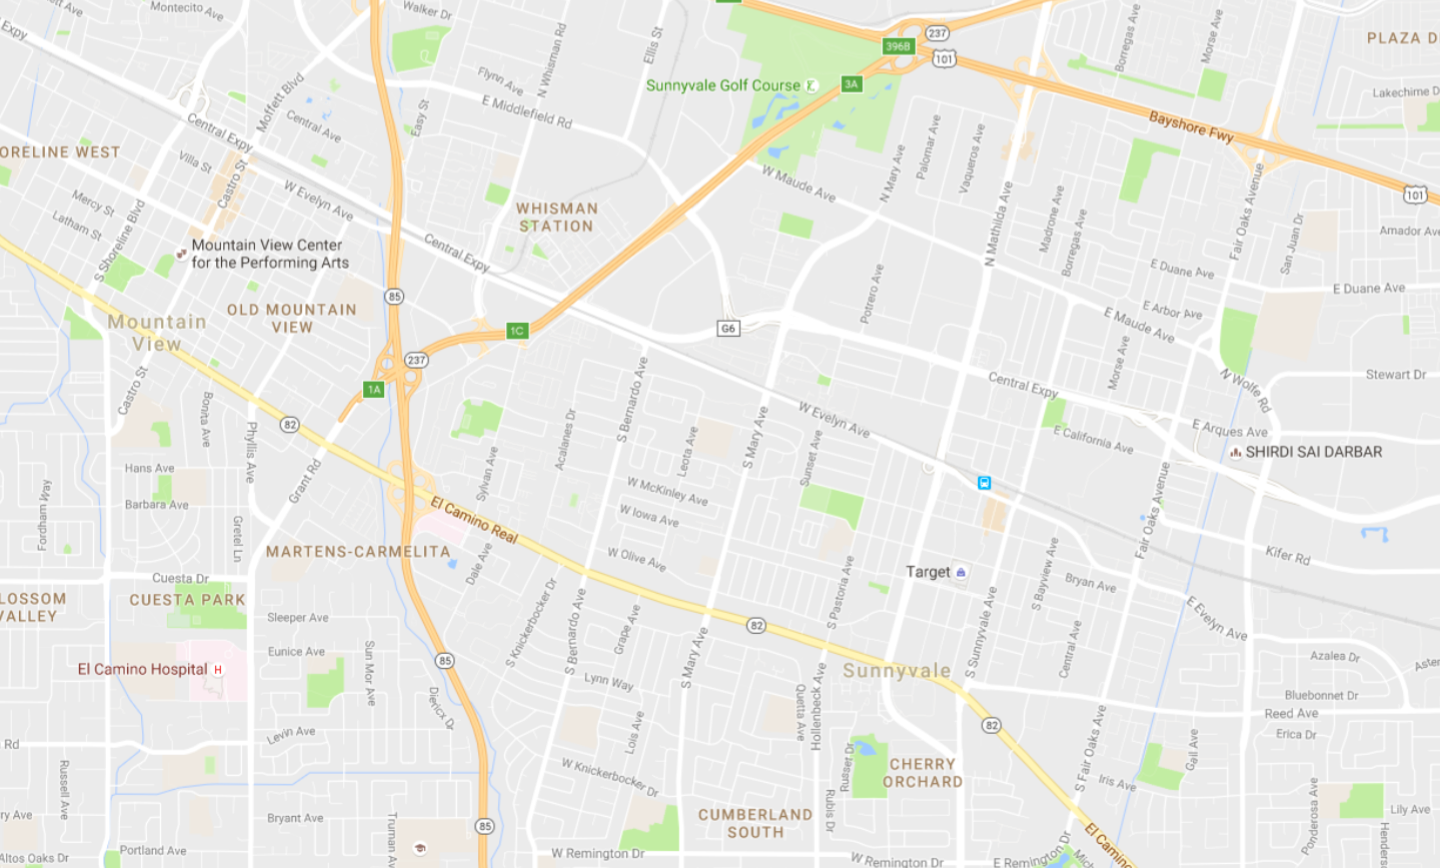 Montecito Ave
Walker Dr
Expy
Ellis St
N Whisman Rd
237
396B
101
Borregas Ave
Morse Ave
PLAZA D
Sunnyvale Golf Course
3A
Flynn Ave
E Middlefield Rd
Moffett Blvd
Easy St
Lakechime D
Central Expy
Central Ave
Bayshore Fwy
ORELINE WEST
Villa St
Castro St
W Evelyn Ave
W Maude Ave
N Mary Ave
Palomar Ave
Vaqueros Ave
101
Mercy St
Latham St
S Shoreline Blvd
WHISMAN
STATION
N Mathilda Ave
Madrone Ave
Borregas Ave
Fair Oaks Avenue
San Juan Dr
Amador Ave
Mountain View Center
for the Performing Arts
Central Expy
E Duane Ave
E Duane Ave
85
Potrero Ave
OLD MOUNTAIN
VIEW
Mountain
View
1C
G6
E Arbor Ave
E Maude Ave
237
1A
Morse Ave
Stewart Dr
Central Expy
N Wolfe Rd
Castro St
Bonita Ave
Phyllis Ave
82
S Bernardo Ave
Acalanes Dr
Leota Ave
S Mary Ave
W Evelyn Ave
Sunset Ave
E California Ave
E Arques Ave
SHIRDI SAI DARBAR
Hans Ave
Grant Rd
Sylvan Ave
Barbara Ave
Fordham Way
Gretel Ln
W McKinley Ave
W Iowa Ave
El Camino Real
Fair Oaks Avenue
MARTENS-CARMELITA
W Olive Ave
Dale Ave
Kifer Rd
Cuesta Dr
CUESTA PARK
LOSSOM
VALLEY
Target
S Bayview Ave
Bryan Ave
S Pastoria Ave
S Knickerbocker Dr
S Bernardo Ave
Grape Ave
82
S Sunnyvale Ave
E Evelyn Ave
Sleeper Ave
Eunice Ave
Sun Mor Ave
85
S Mary Ave
Central Ave
Azalea Dr
Aster
El Camino Hospital
H
Sunnyvale
Lynn Way
Diericx Dr
Quetta Ave
Hollenbeck Ave
Bluebonnet Dr
Reed Ave
82
Rd
Levin Ave
Lois Ave
Erica Dr
S Fair Oaks Ave
Gail Ave
W Knickerbocker Dr
Russet Dr
CHERRY
ORCHARD
Iris Ave
Russell Ave
Rubis Dr
Ponderosa Ave
Lily Ave
ry Ave
Bryant Ave
Truman Av
85
CUMBERLAND
SOUTH
El Camino
Henders
Altos Oaks Dr
Portland Ave
W Remington Dr
W Remington Dr
E Remington Dr